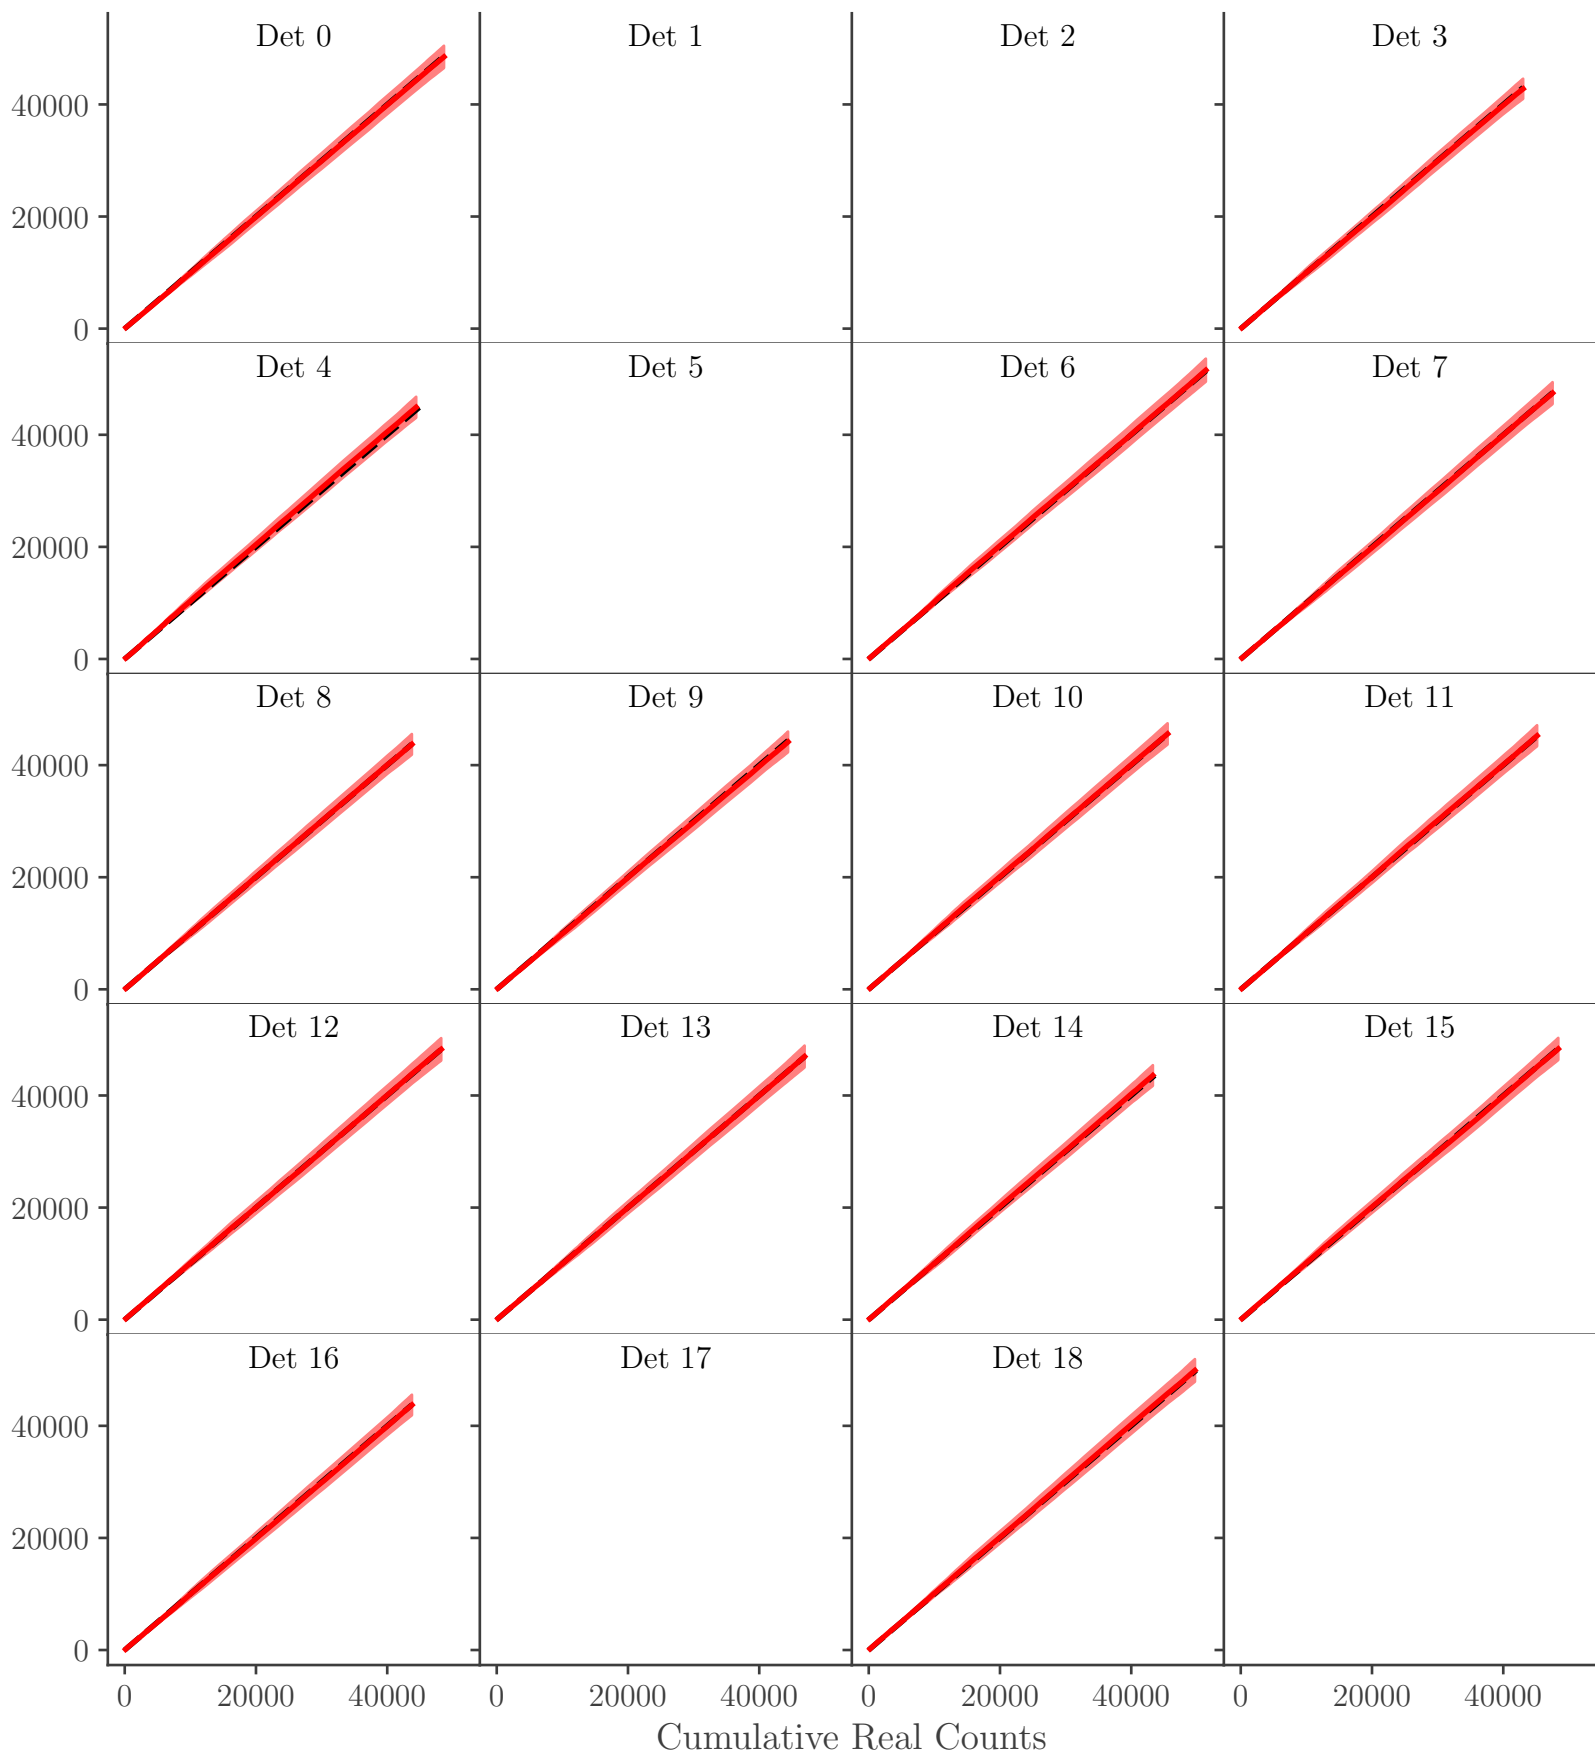 Det 0 Det 1 Det 2 Det 3
40000
20000
0
Det 4 Det 5 Det 6 Det 7
40000
20000
0
Det 8 Det 9 Det 10 Det 11
40000
20000
0
Det 12 Det 13 Det 14 Det 15
40000
20000
0
Det 16 Det 17 Det 18
40000
20000
0
0 20000 40000 0 20000 40000 0 20000 40000 0 20000 40000
Cumulative Real Counts